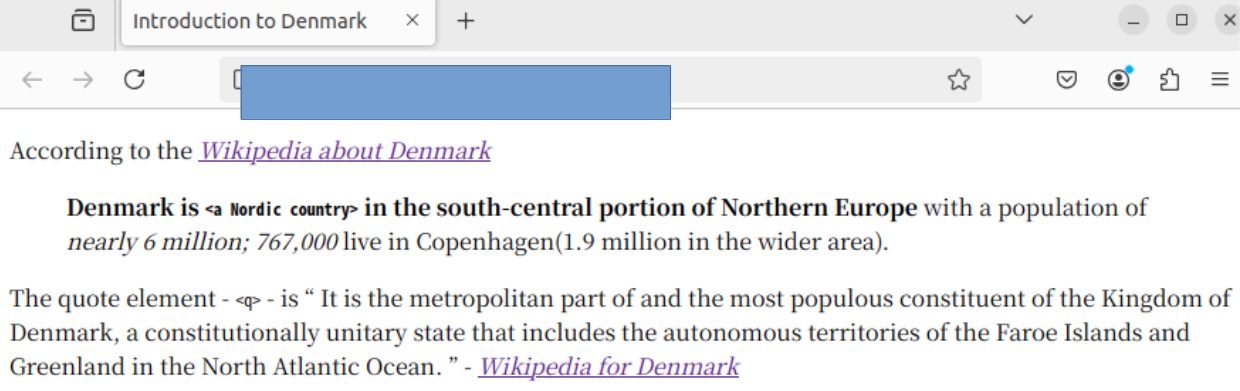 Introduction to Denmark
According to the Wikipedia about Denmark
Denmark is <a Nordic country> in the south-central portion of Northern Europe with a population of
nearly 6 million; 767,000 live in Copenhagen(1.9 million in the wider area).
The quote element - <q> - is “ It is the metropolitan part of and the most populous constituent of the Kingdom of
Denmark, a constitutionally unitary state that includes the autonomous territories of the Faroe Islands and
Greenland in the North Atlantic Ocean. ” - Wikipedia for Denmark